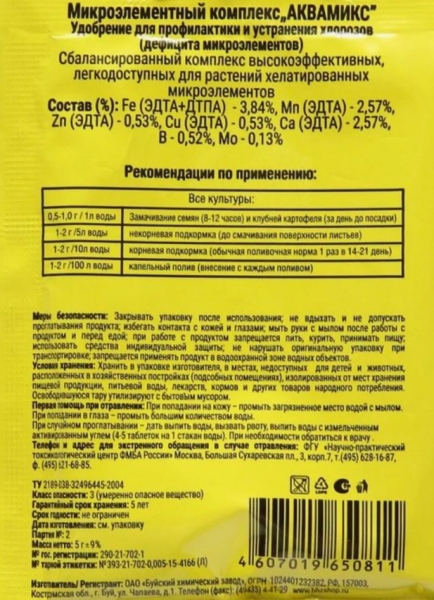 Микроэлементный комплекс„АКВАМИКС"
Удобрение для профилактики и устранения хлорозов
(дефицита микроэлементов)
Сбалансированный комплекс высокоэффективных,
легкодоступных для растений хелатированных
микроэлементов
Состав (%): Fe (ЭДТА+ДТПА) - 3,84%, Mn (ЭДТА) - 2,57%,
Zn (ЭДТА) - 0,53%, Cu (ЭДТА) - 0,53%, Ca (ЭДТА) - 2,57%,
B - 0,52%, Mo - 0,13%
Рекомендации по применению:
Все культуры:
0,5-1,0 г / 1л воды Замачивание семян (8-12 часов) и клубней картофеля (за день до посадки)
1-2 г /5л воды некорневая подкормка (до смачивания поверхности листьев)
1-2 г /10л воды корневая подкормка (обычная поливочная норма 1 раз в 14-21 день)
1-2 г/100 л воды капельный полив (внесение с каждым поливом)
Меры безопасности: Закрывать упаковку после использования; не вдыхать и не допускать
проглатывания продукта; избегать контакта с кожей и глазами; мыть руки с мылом после работы с
продуктом и перед едой; при работе с продуктом запрещается пить, курить, принимать пищу;
использовать средства индивидуальной защиты; не нарушать оригинальную упаковку при
транспортировке; запрещается применять продукт в водоохранной зоне водных объектов.
Условия хранения: Хранить в упаковке изготовителя, в местах, недоступных для детей и животных,
расположенных в хозяйственных постройках (подсобных помещениях), изолированных от мест хранения
пищевой продукции, питьевой воды, лекарств, кормов и других товаров народного потребления.
Освободившуюся тару утилизируют с бытовым мусором.
Первая помощь при отравлении: При попадании на кожу – промыть загрязненное место водой с мылом.
При попадании в глаза – промыть большим количеством воды.
При случайном проглатывании – дать выпить воды, вызвать рвоту, выпить воды с измельченным
активированным углем (4-5 таблеток на 1 стакан воды). При необходимости обратиться к врачу .
Телефон и адрес для экстренного обращения в случае отравления: ФГУ «Научно-практический
токсикологический центр ФМБА России» Москва, Большая Сухаревская пл., 3, корп.7, т.(495) 628-16-87,
ф. (495) 621-68-85.
ТУ 2189-038-32496445-2004
Класс опасности: 3 (умеренно опасное вещество)
Гарантийный срок хранения: 5 лет
Срок годности: не ограничен
Дата изготовления: см. упаковку
Партия № 2
Масса нетто: 5 г ± 9%
№ гос. регистрации: 290-21-702-1
№ тарной этикетки: №393-21-702-0,005-15-4166 (Л)
4 607019 650811
Изготовитель/ Регистрант: ОАО «Буйский химический завод», ОГРН 1024401232382, РФ, 157003,
Костромская обл., г. Буй, ул. Чапаева, д.1. Телефон/факс (49435) 4-41-29 www.bhz.kosnet.ru